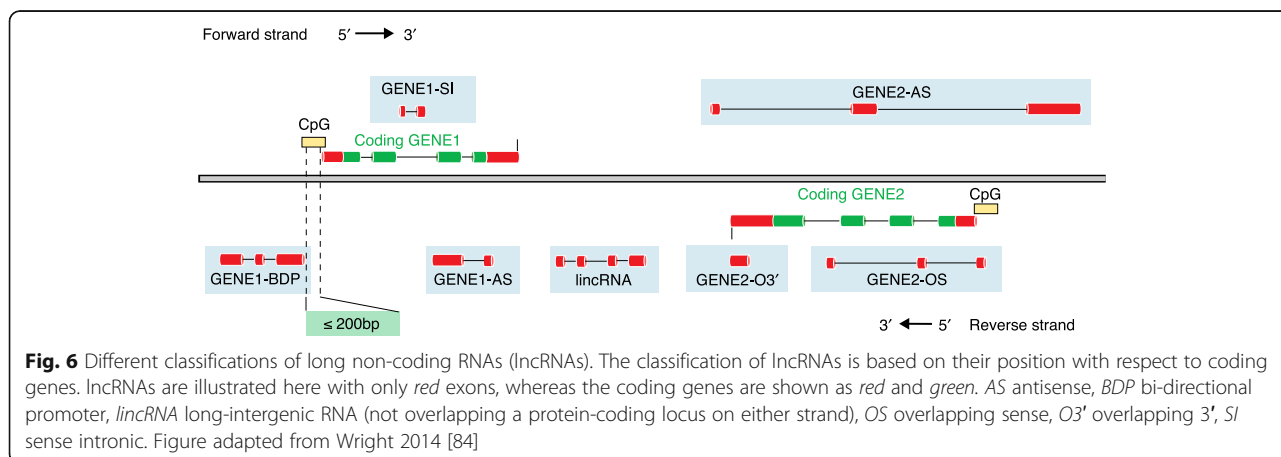 Forward strand 5′ 3′
GENE1-SI
GENE2-AS
CpG
Coding GENE1
Coding GENE2
CpG
GENE1-BDP
GENE1-AS
lincRNA
GENE2-O3′
GENE2-OS
≤ 200bp
3′ 5′ Reverse strand
Fig. 6 Different classifications of long non-coding RNAs (lncRNAs). The classification of lncRNAs is based on their position with respect to coding
genes. lncRNAs are illustrated here with only red exons, whereas the coding genes are shown as red and green. AS antisense, BDP bi-directional
promoter, lincRNA long-intergenic RNA (not overlapping a protein-coding locus on either strand), OS overlapping sense, O3′ overlapping 3′, SI
sense intronic. Figure adapted from Wright 2014 [84]